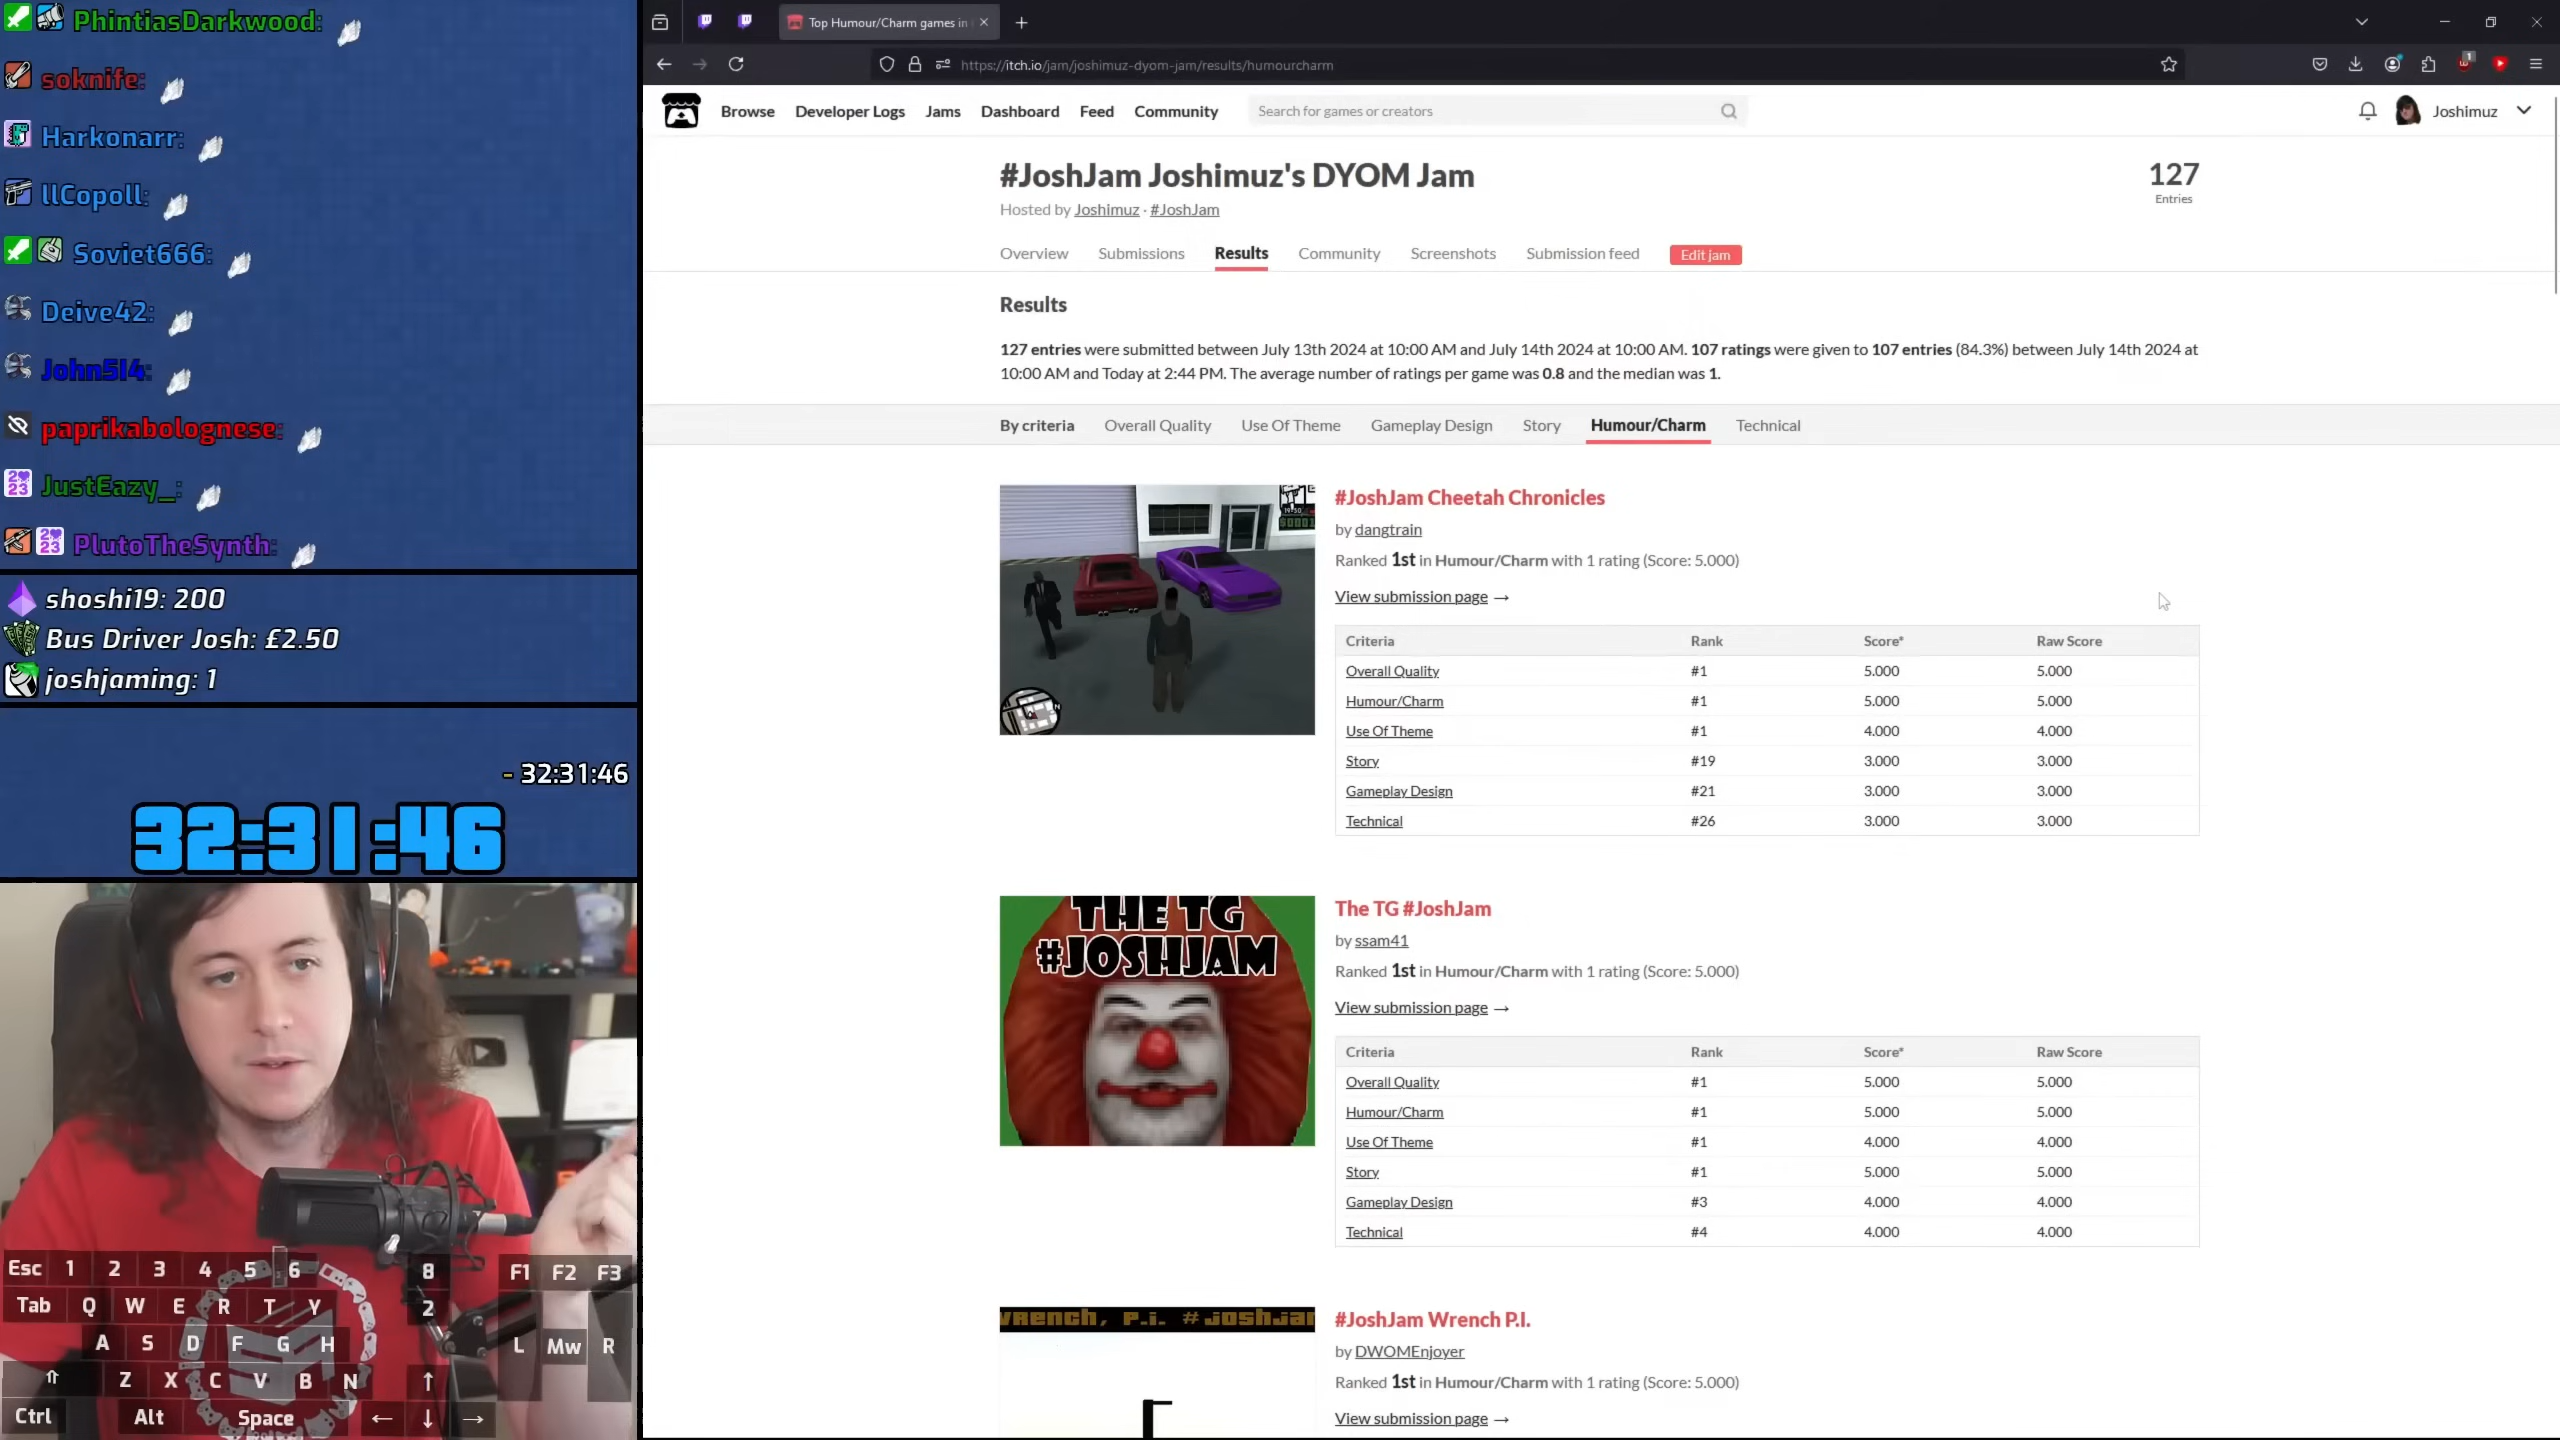 PhintiasDarkwood:
soknife:
Harkonarr:
llCopoll:
Soviet666:
Deive42:
John5I4:
paprikabolognese:
JustEazy_:
PlutoTheSynth:
shoshi19: 200
Bus Driver Josh: £2.50
joshjaming: 1
- 32:31:46
32:31:46
Esc 1 2 3 4 5 6 8 F1 F2 F3
Tab Q W E R T Y 2
A S D F G H L Mw R
⇑ Z X C V B N ↑
Ctrl Alt Space ← ↓ →
Top Humour/Charm games in
https://itch.io/jam/joshimuz-dyom-jam/results/humourcharm
1
Browse Developer Logs Jams Dashboard Feed Community Search for games or creators Joshimuz
#JoshJam Joshimuz's DYOM Jam
Hosted by Joshimuz · #JoshJam
127
Entries
Overview Submissions Results Community Screenshots Submission feed Edit jam
Results
127 entries were submitted between July 13th 2024 at 10:00 AM and July 14th 2024 at 10:00 AM. 107 ratings were given to 107 entries (84.3%) between July 14th 2024 at
10:00 AM and Today at 2:44 PM. The average number of ratings per game was 0.8 and the median was 1.
By criteria Overall Quality Use Of Theme Gameplay Design Story Humour/Charm Technical
#JoshJam Cheetah Chronicles
by dangtrain
Ranked 1st in Humour/Charm with 1 rating (Score: 5.000)
View submission page →
Criteria Rank Score* Raw Score
Overall Quality #1 5.000 5.000
Humour/Charm #1 5.000 5.000
Use Of Theme #1 4.000 4.000
Story #19 3.000 3.000
Gameplay Design #21 3.000 3.000
Technical #26 3.000 3.000
THE TG
#JOSHJAM
The TG #JoshJam
by ssam41
Ranked 1st in Humour/Charm with 1 rating (Score: 5.000)
View submission page →
Criteria Rank Score* Raw Score
Overall Quality #1 5.000 5.000
Humour/Charm #1 5.000 5.000
Use Of Theme #1 4.000 4.000
Story #1 5.000 5.000
Gameplay Design #3 4.000 4.000
Technical #4 4.000 4.000
#JoshJam Wrench P.I.
by DWOMEnjoyer
Ranked 1st in Humour/Charm with 1 rating (Score: 5.000)
View submission page →